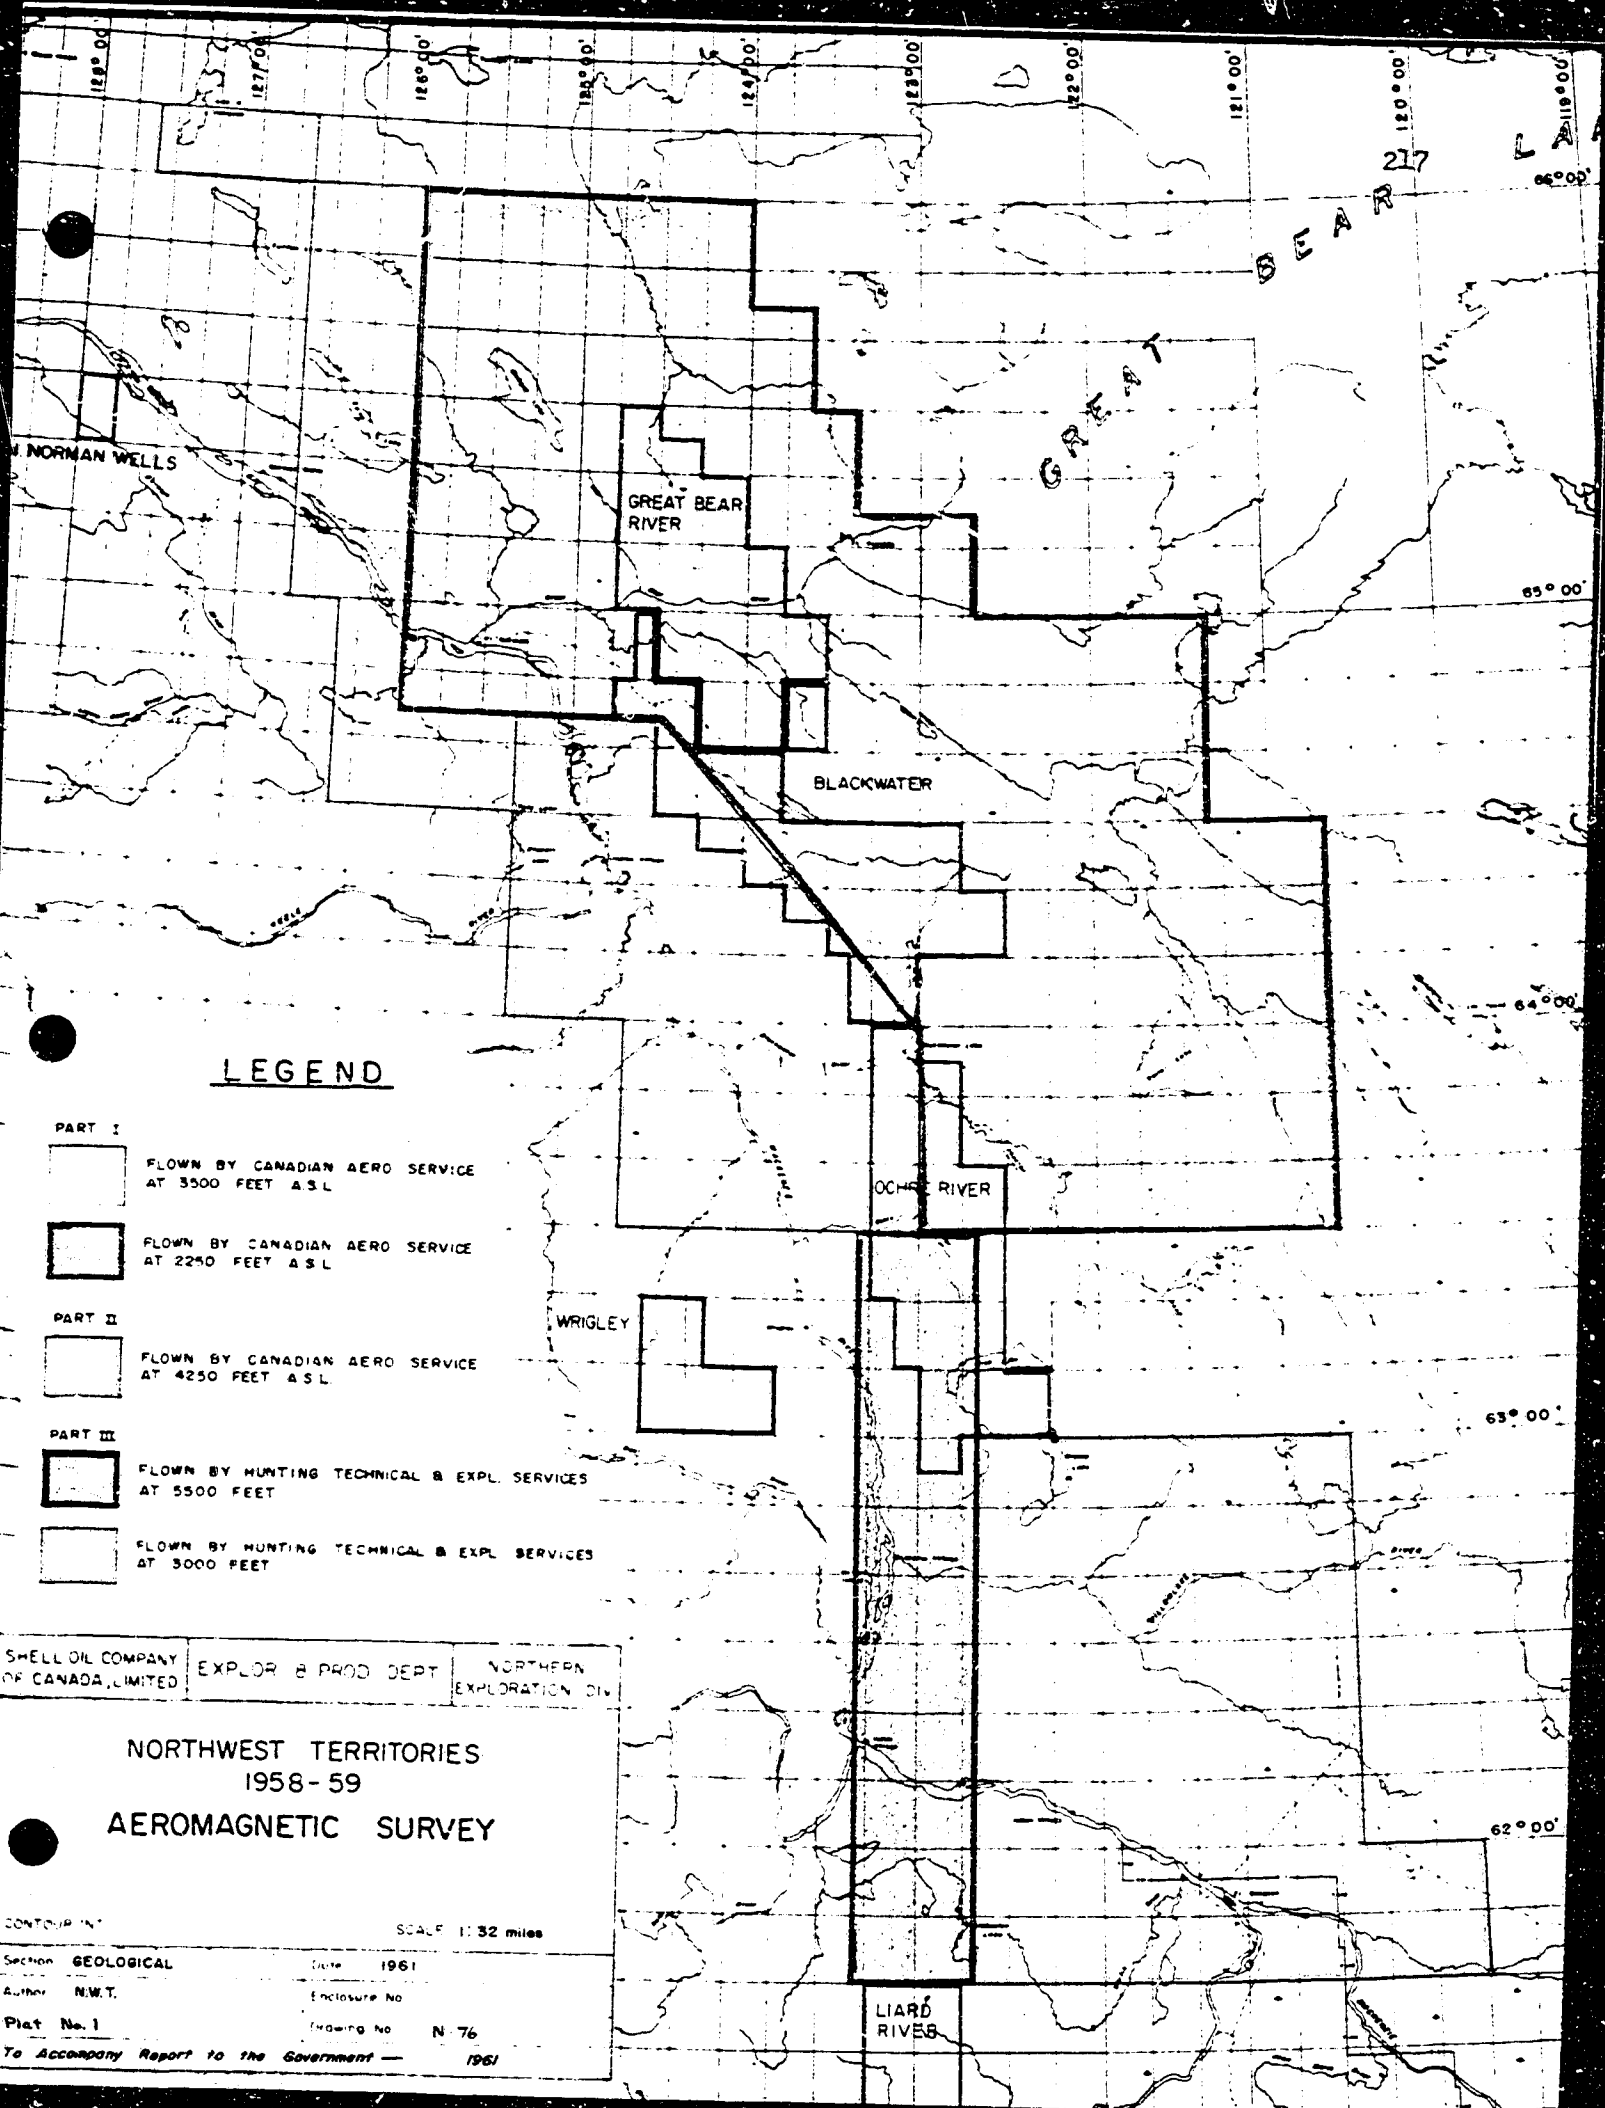 128° 00'
127° 00'
126° 00'
125° 00'
124° 00'
123° 00'
122° 00'
121° 00'
120° 00'
119° 00'
217
66° 00'
GREAT BEAR
NORMAN WELLS
GREAT BEAR
RIVER
65° 00'
BLACKWATER
RIVER
64° 00'
LEGEND
PART I
FLOWN BY CANADIAN AERO SERVICE
AT 3500 FEET A.S.L
FLOWN BY CANADIAN AERO SERVICE
AT 2250 FEET A.S.L
PART II
FLOWN BY CANADIAN AERO SERVICE
AT 4250 FEET A.S.L.
PART III
FLOWN BY HUNTING TECHNICAL & EXPL. SERVICES
AT 5500 FEET
FLOWN BY HUNTING TECHNICAL & EXPL SERVICES
AT 3000 FEET
OCHRE RIVER
WRIGLEY
63° 00'
RIVER
62° 00'
LIARD
RIVER
SHELL OIL COMPANY
OF CANADA, LIMITED
EXPLOR & PROD DEPT
NORTHERN
EXPLORATION DIV
NORTHWEST TERRITORIES
1958-59
AEROMAGNETIC SURVEY
CONTOUR INT
SCALE 1:32 miles
Section GEOLOGICAL
Date 1961
Author N.W.T.
Enclosure No
Plat No. 1
Drawing No N-76
To Accompany Report to the Government — 1961